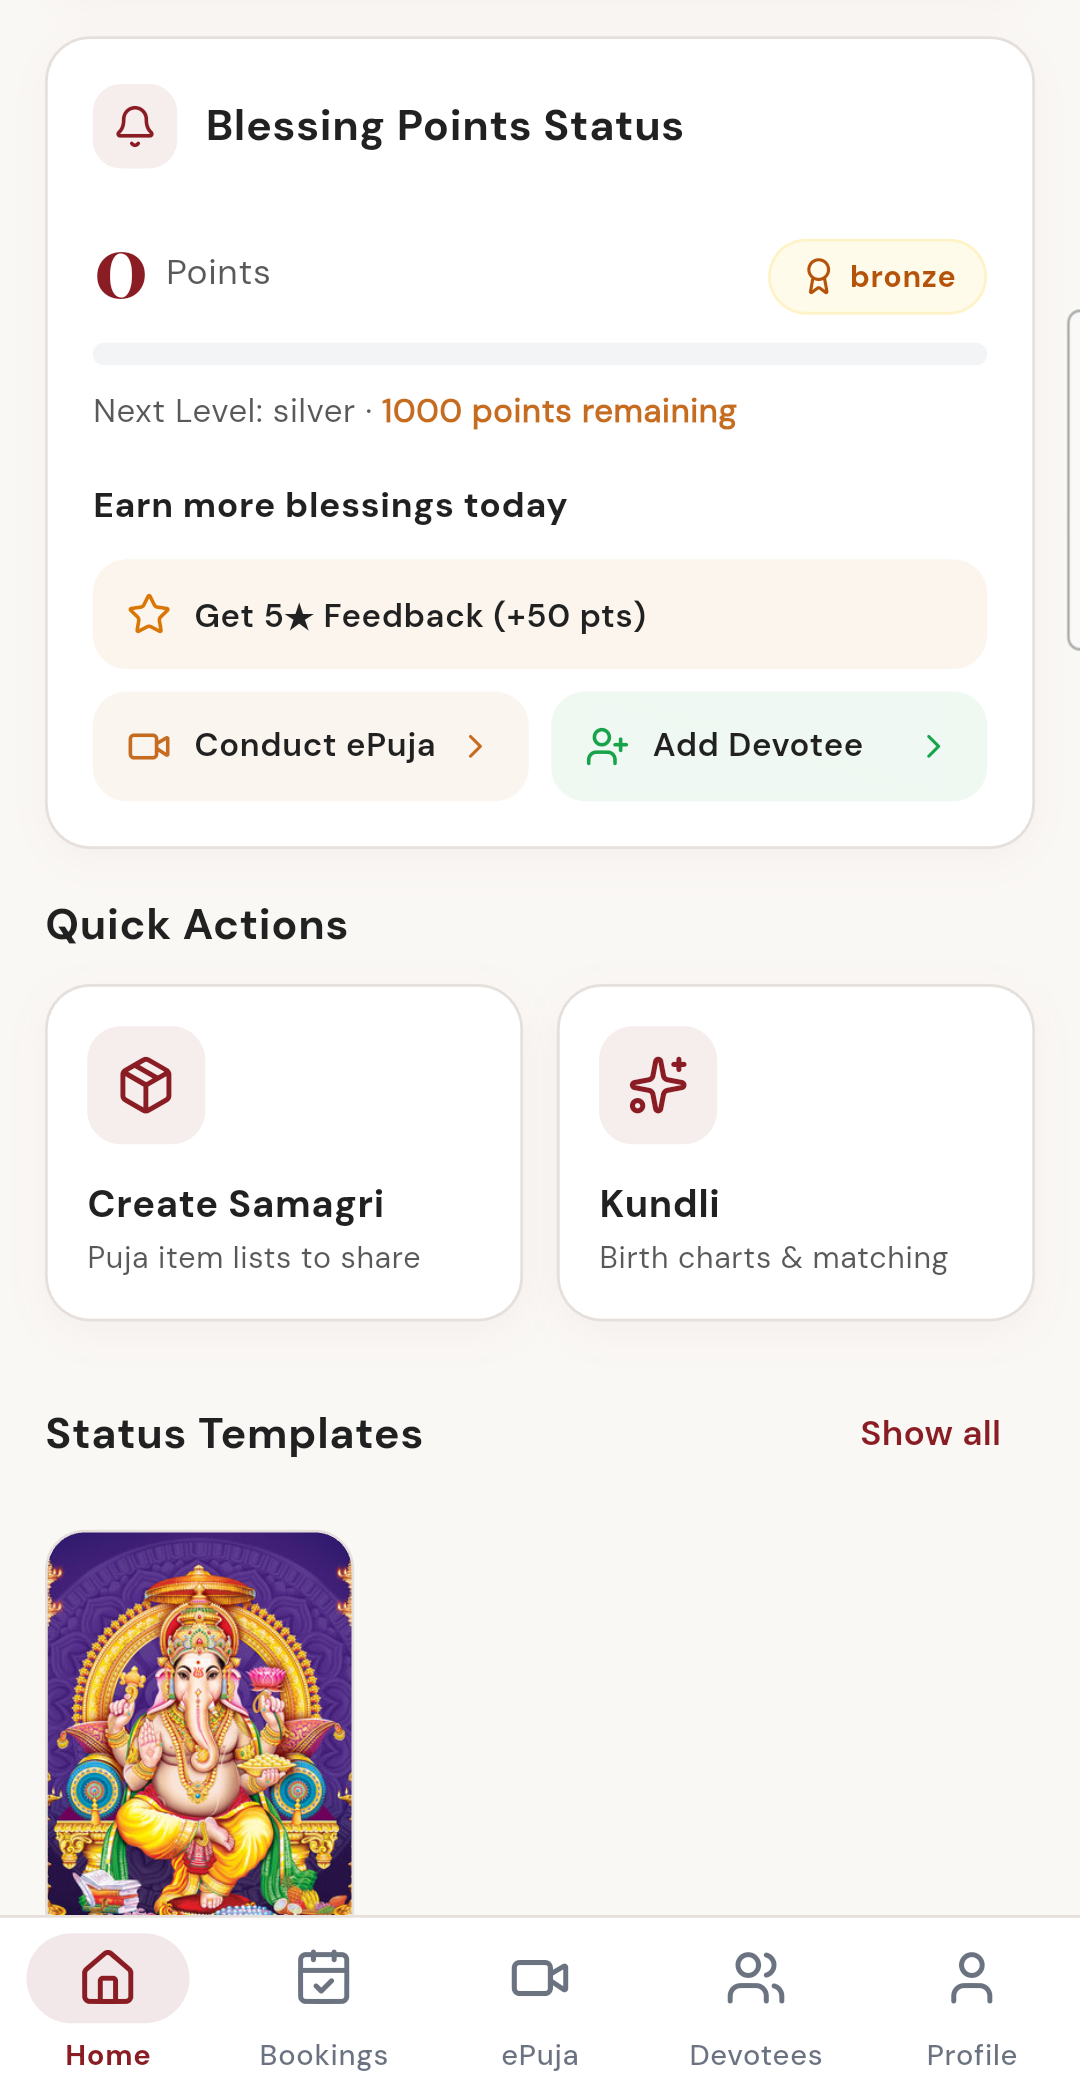 Blessing Points Status
0 Points
bronze
Next Level: silver · 1000 points remaining
Earn more blessings today
Get 5★ Feedback (+50 pts)
Conduct ePuja
Add Devotee
Quick Actions
Create Samagri
Puja item lists to share
Kundli
Birth charts & matching
Status Templates
Show all
Home
Bookings
ePuja
Devotees
Profile